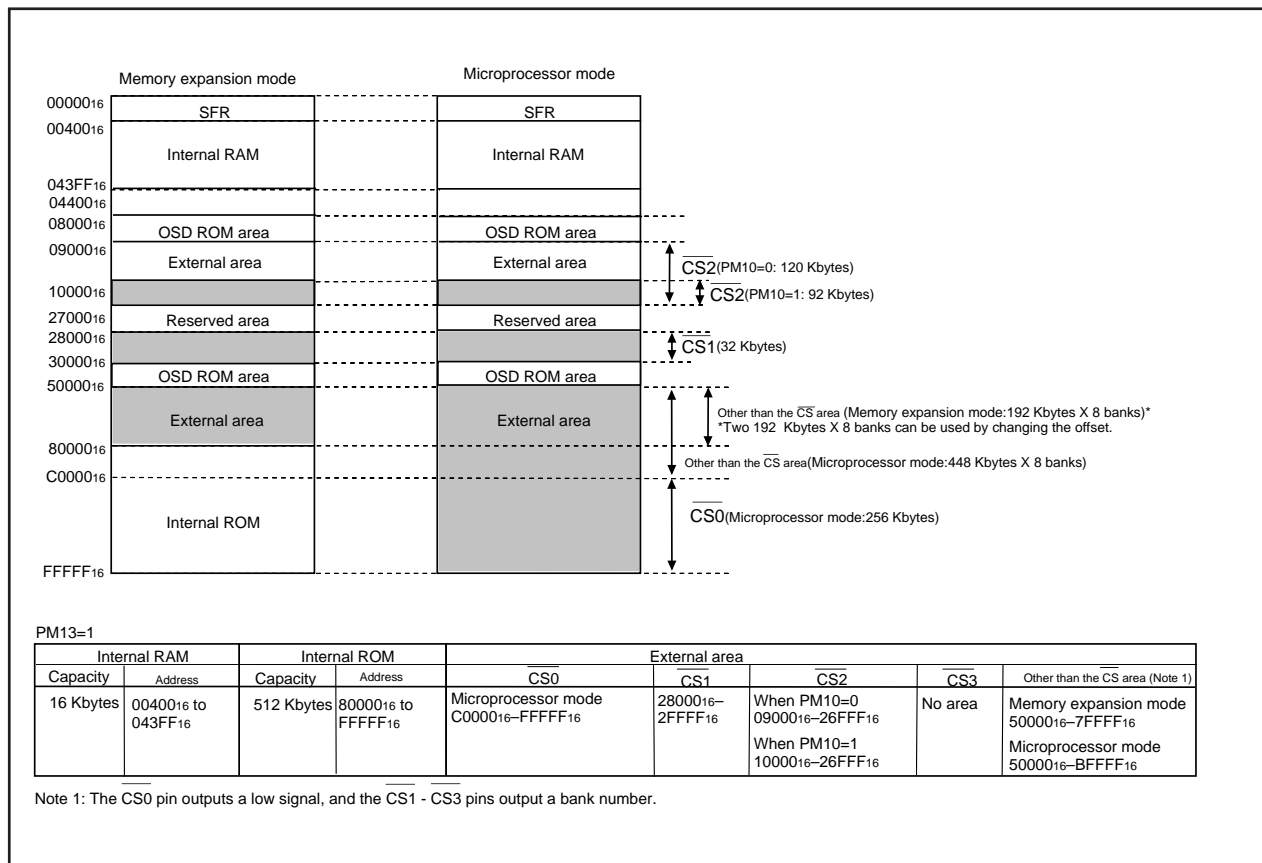 Memory expansion mode
Microprocessor mode
0000016
SFR
SFR
0040016
Internal RAM
Internal RAM
043FF16
0440016
0800016
OSD ROM area
OSD ROM area
0900016
External area
External area
CS2(PM10=0: 120 Kbytes)
1000016
CS2(PM10=1: 92 Kbytes)
2700016
Reserved area
Reserved area
2800016
CS1(32 Kbytes)
3000016
OSD ROM area
OSD ROM area
5000016
External area
External area
Other than the CS area (Memory expansion mode:192 Kbytes X 8 banks)*
*Two 192 Kbytes X 8 banks can be used by changing the offset.
8000016
Other than the CS area(Microprocessor mode:448 Kbytes X 8 banks)
C000016
Internal ROM
CS0(Microprocessor mode:256 Kbytes)
FFFFF16
PM13=1
Internal RAM
Internal ROM
External area
Capacity
Address
Capacity
Address
CS0
CS1
CS2
CS3
Other than the CS area (Note 1)
16 Kbytes
0040016 to
043FF16
512 Kbytes
8000016 to
FFFFF16
Microprocessor mode
C000016–FFFFF16
2800016–
2FFFF16
When PM10=0
0900016–26FFF16
When PM10=1
1000016–26FFF16
No area
Memory expansion mode
5000016–7FFFF16
Microprocessor mode
5000016–BFFFF16
Note 1: The CS0 pin outputs a low signal, and the CS1 - CS3 pins output a bank number.